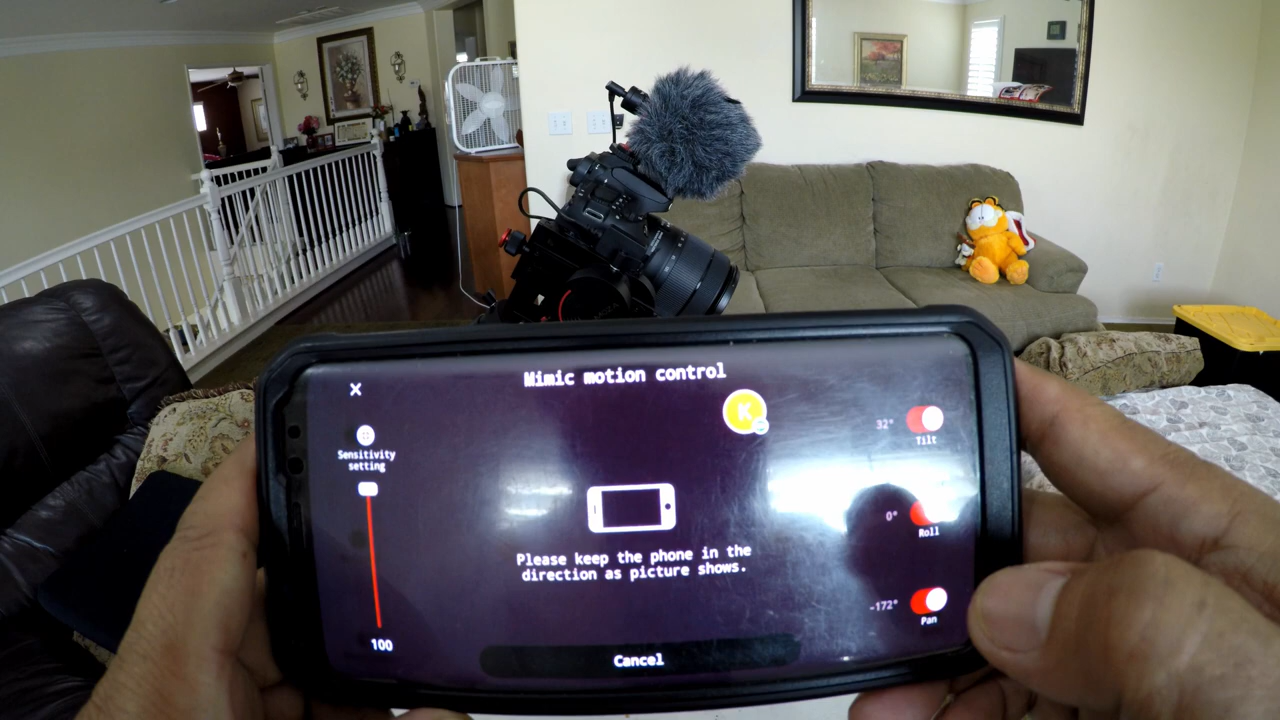 Mimic motion control
X
K
Sensitivity
setting
32°
Tilt
0°
Roll
Please keep the phone in the
direction as picture shows.
-172°
Pan
100
Cancel